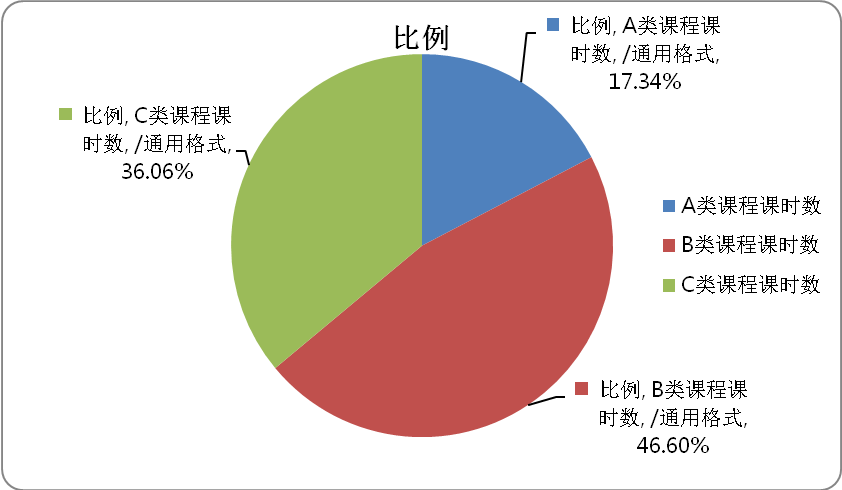 比例
比例, A类课程课
时数, /通用格式,
17.34%
比例, C类课程课
时数, /通用格式,
36.06%
A类课程课时数
B类课程课时数
C类课程课时数
比例, B类课程课
时数, /通用格式,
46.60%